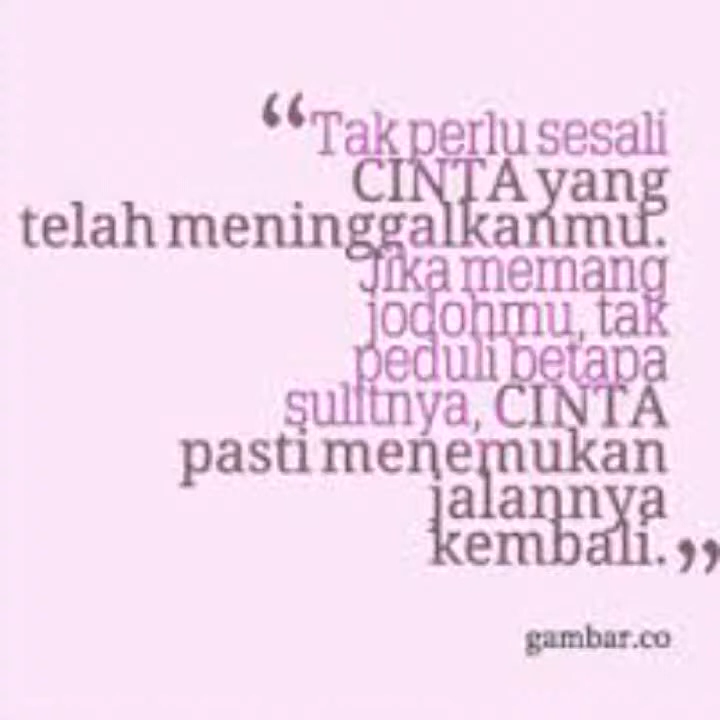 “Tak perlu sesali
CINTA yang
telah meninggalkanmu.
Jika memang
jodohmu, tak
peduli betapa
sulitnya, CINTA
pasti menemukan
jalannya
kembali.”
gambar.co